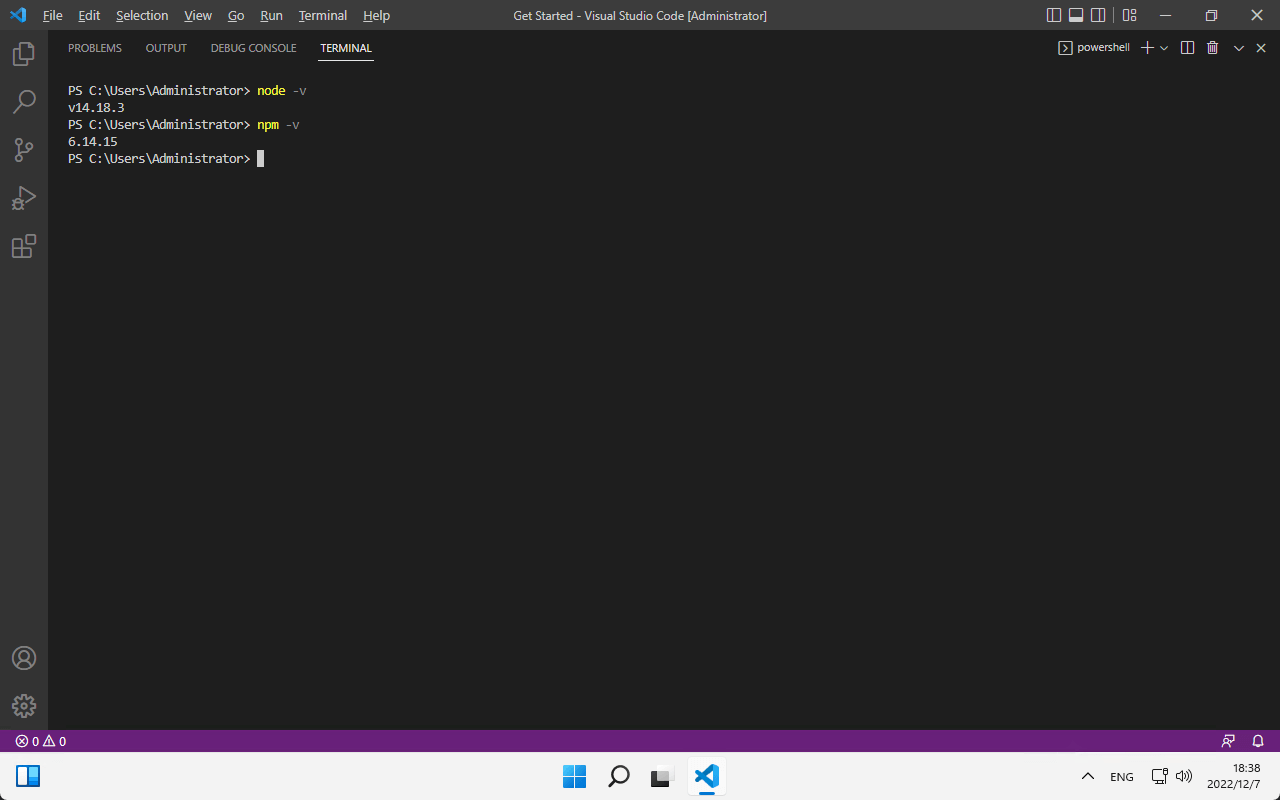 File Edit Selection View Go Run Terminal Help Get Started - Visual Studio Code [Administrator]
PROBLEMS OUTPUT DEBUG CONSOLE TERMINAL powershell
PS C:\Users\Administrator> node -v
v14.18.3
PS C:\Users\Administrator> npm -v
6.14.15
PS C:\Users\Administrator>
0 0
ENG 18:38
2022/12/7